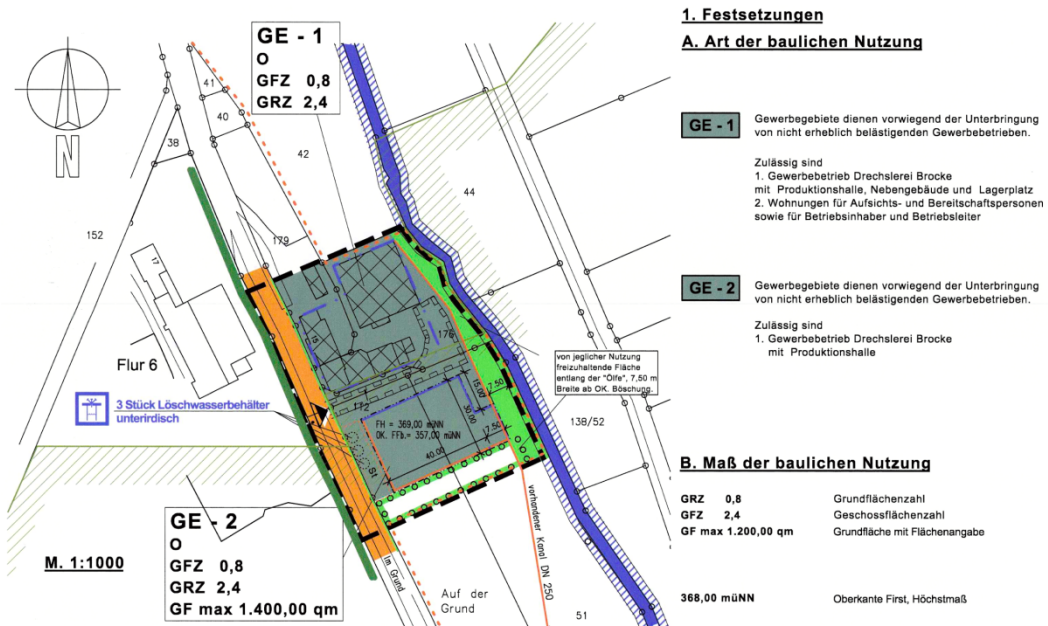 GE - 1
O
GFZ 0,8
GRZ 2,4
41
40
38
42
44
152
179
17
15
176
Flur 6
N
3 Stück Löschwasserbehälter
unterirdisch
172
FH = 369,00 müNN
OK. FFb.= 357,00 müNN
15.00
30.00
7.50
7.50
40.00
S1
von jeglicher Nutzung
freizuhaltende Fläche
entlang der "Ölfe", 7,50 m
Breite ab OK. Böschung.
138/52
GE - 2
O
GFZ 0,8
GRZ 2,4
GF max 1.400,00 qm
M. 1:1000
Im Grund
Auf der
Grund
vorhandener Kanal DN 250
51
1. Festsetzungen
A. Art der baulichen Nutzung
GE - 1
Gewerbegebiete dienen vorwiegend der Unterbringung
von nicht erheblich belästigenden Gewerbebetrieben.
Zulässig sind
1. Gewerbebetrieb Drechslerei Brocke
mit Produktionshalle, Nebengebäude und Lagerplatz
2. Wohnungen für Aufsichts- und Bereitschaftspersonen
sowie für Betriebsinhaber und Betriebsleiter
GE - 2
Gewerbegebiete dienen vorwiegend der Unterbringung
von nicht erheblich belästigenden Gewerbebetrieben.
Zulässig sind
1. Gewerbebetrieb Drechslerei Brocke
mit Produktionshalle
B. Maß der baulichen Nutzung
GRZ 0,8 Grundflächenzahl
GFZ 2,4 Geschossflächenzahl
GF max 1.200,00 qm Grundfläche mit Flächenangabe
368,00 müNN Oberkante First, Höchstmaß